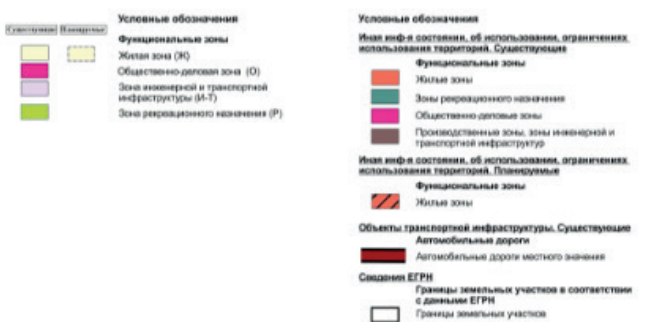 Условные обозначения
Существующие Планируемые
Функциональные зоны
Жилая зона (Ж)
Общественно-деловая зона (О)
Зона инженерной и транспортной
инфраструктуры (И-Т)
Зона рекреационного назначения (Р)
Условные обозначения
Иная инф-я состоянии, об использовании, ограничениях
использования территорий. Существующие
Функциональные зоны
Жилые зоны
Зоны рекреационного назначения
Общественно-деловые зоны
Производственные зоны, зоны инженерной и
транспортной инфраструктур
Иная инф-я состоянии, об использовании, ограничениях
использования территорий. Планируемые
Функциональные зоны
Жилые зоны
Объекты транспортной инфраструктуры. Существующие
Автомобильные дороги
Автомобильные дороги местного значения
Сведения ЕГРН
Границы земельных участков в соответствии
с данными ЕГРН
Границы земельных участков